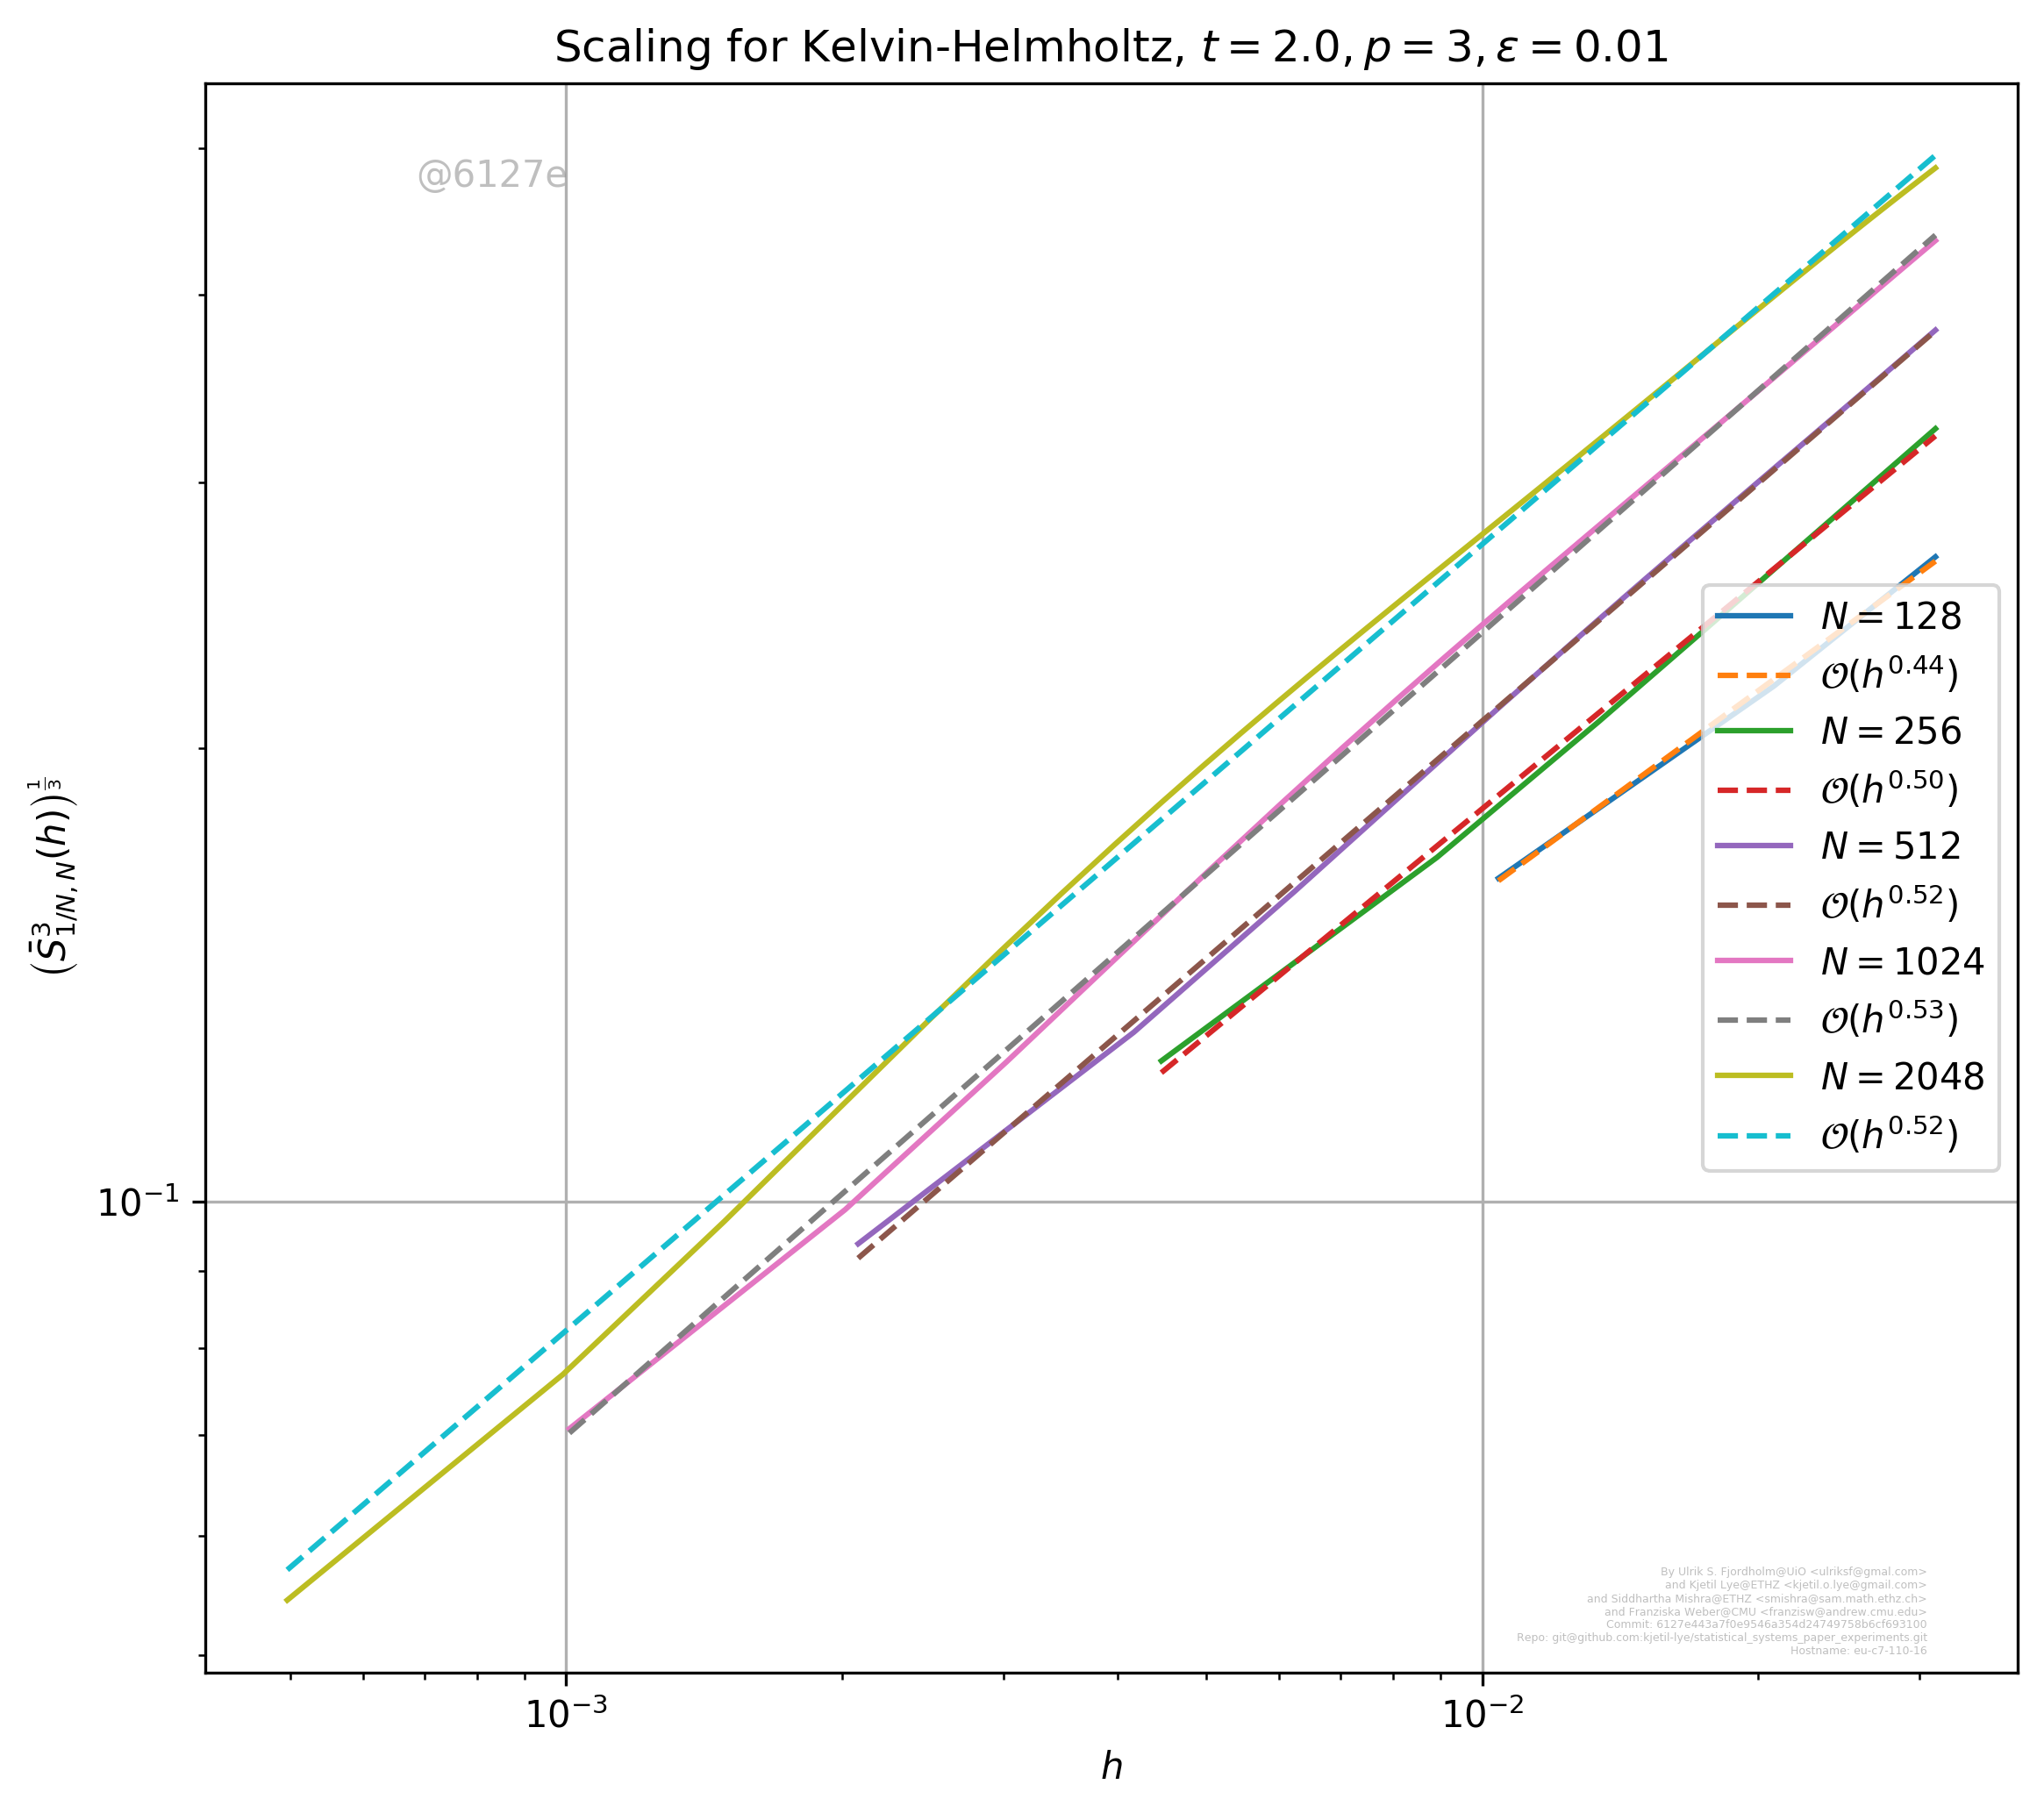 Scaling for Kelvin-Helmholtz, t = 2.0, p = 3, ε = 0.01
@6127e
(S̄³_{1/N, N}(h))^{1/3}
10⁻¹
N = 128
𝒪(h^{0.44})
N = 256
𝒪(h^{0.50})
N = 512
𝒪(h^{0.52})
N = 1024
𝒪(h^{0.53})
N = 2048
𝒪(h^{0.52})
By Ulrik S. Fjordholm@UiO <ulriksf@gmal.com>
and Kjetil Lye@ETHZ <kjetil.o.lye@gmail.com>
and Siddhartha Mishra@ETHZ <smishra@sam.math.ethz.ch>
and Franziska Weber@CMU <franzisw@andrew.cmu.edu>
Commit: 6127e443a7f0e9546a354d24749758b6cf693100
Repo: git@github.com:kjetil-lye/statistical_systems_paper_experiments.git
Hostname: eu-c7-110-16
10⁻³
10⁻²
h